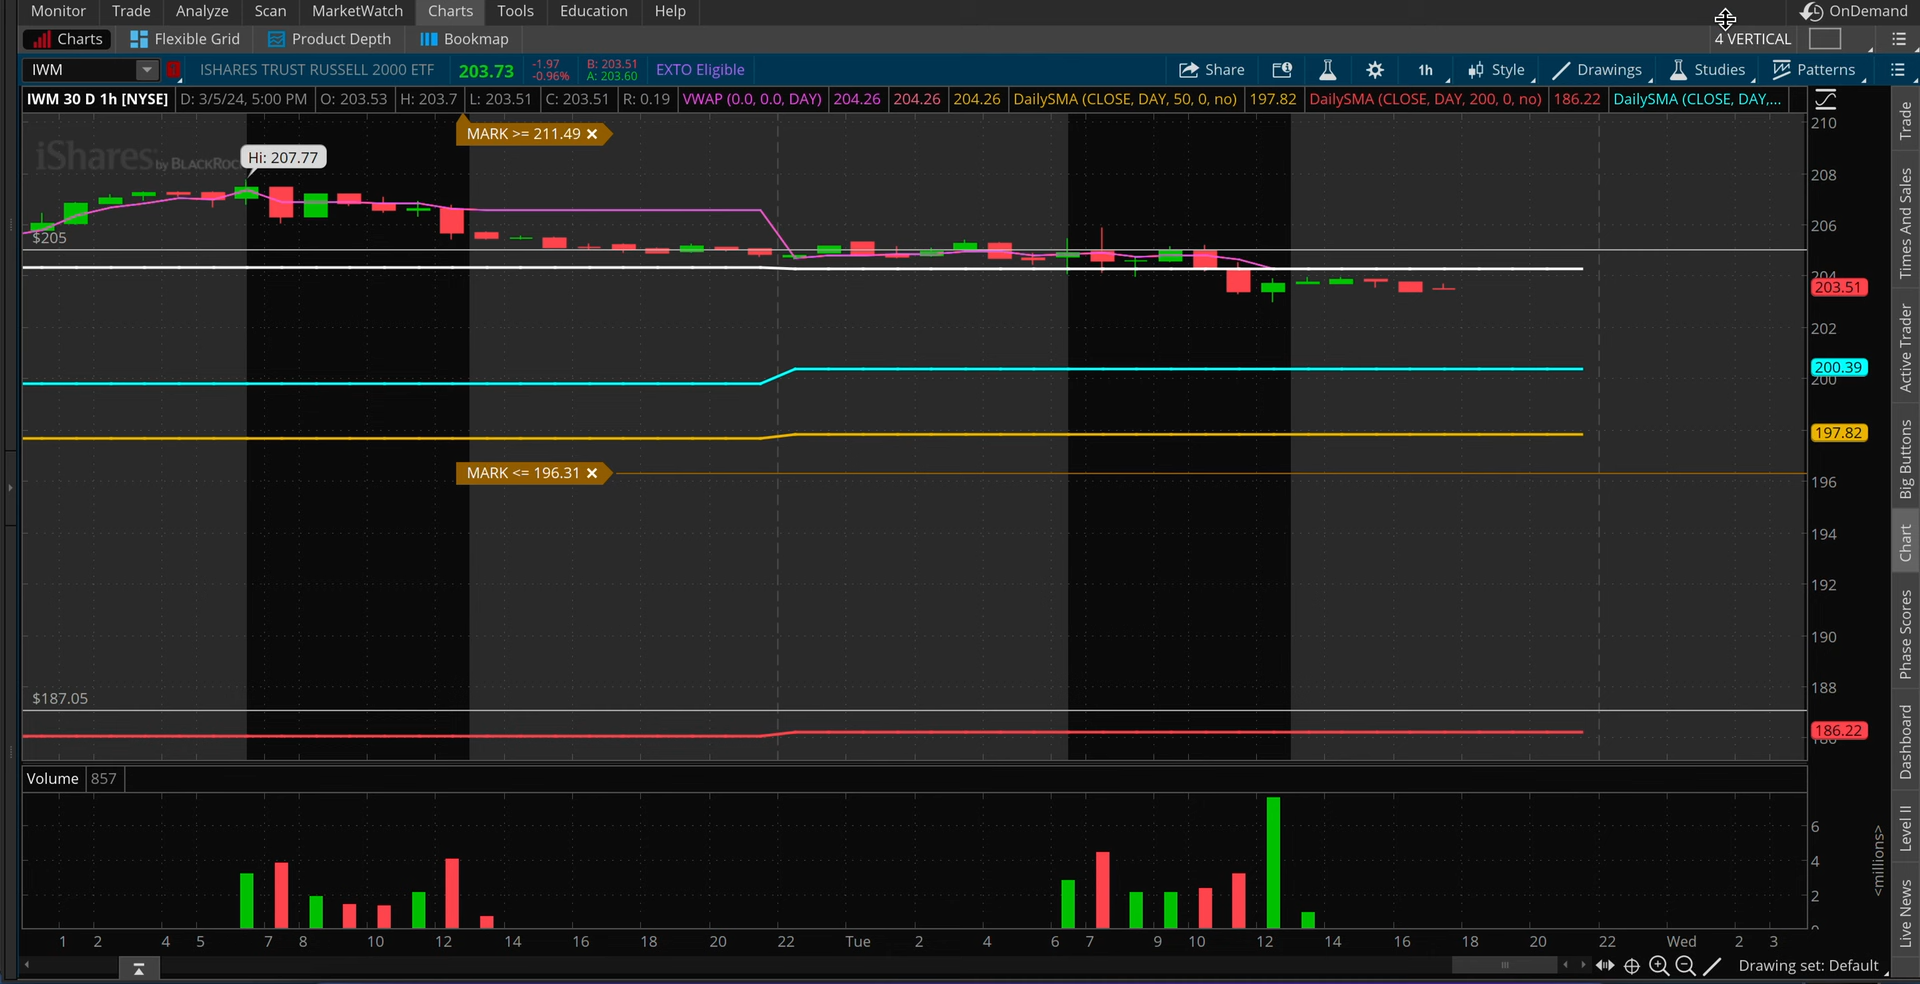 Monitor Trade Analyze Scan MarketWatch Charts Tools Education Help OnDemand
Charts Flexible Grid Product Depth Bookmap 4 VERTICAL
IWM ISHARES TRUST RUSSELL 2000 ETF 203.73 -1.97 B: 203.51 EXTO Eligible Share 1h Style Drawings Studies Patterns
-0.96% A: 203.60
IWM 30 D 1h [NYSE] D: 3/5/24, 5:00 PM O: 203.53 H: 203.7 L: 203.51 C: 203.51 R: 0.19 VWAP (0.0, 0.0, DAY) 204.26 204.26 204.26 DailySMA (CLOSE, DAY, 50, 0, no) 197.82 DailySMA (CLOSE, DAY, 200, 0, no) 186.22 DailySMA (CLOSE, DAY,...
210
MARK >= 211.49
iShares by BLACKROC
Hi: 207.77
208
206
$205
204
203.51
202
200.39
200
197.82
MARK <= 196.31
196
194
192
190
188
$187.05
186.22
Volume 857
6
4
2
0
<millions>
1 2 4 5 7 8 10 12 14 16 18 20 22 Tue 2 4 6 7 9 10 12 14 16 18 20 22 Wed 2 3
Drawing set: Default
Trade
Times And Sales
Active Trader
Big Buttons
Chart
Phase Scores
Dashboard
Level II
Live News